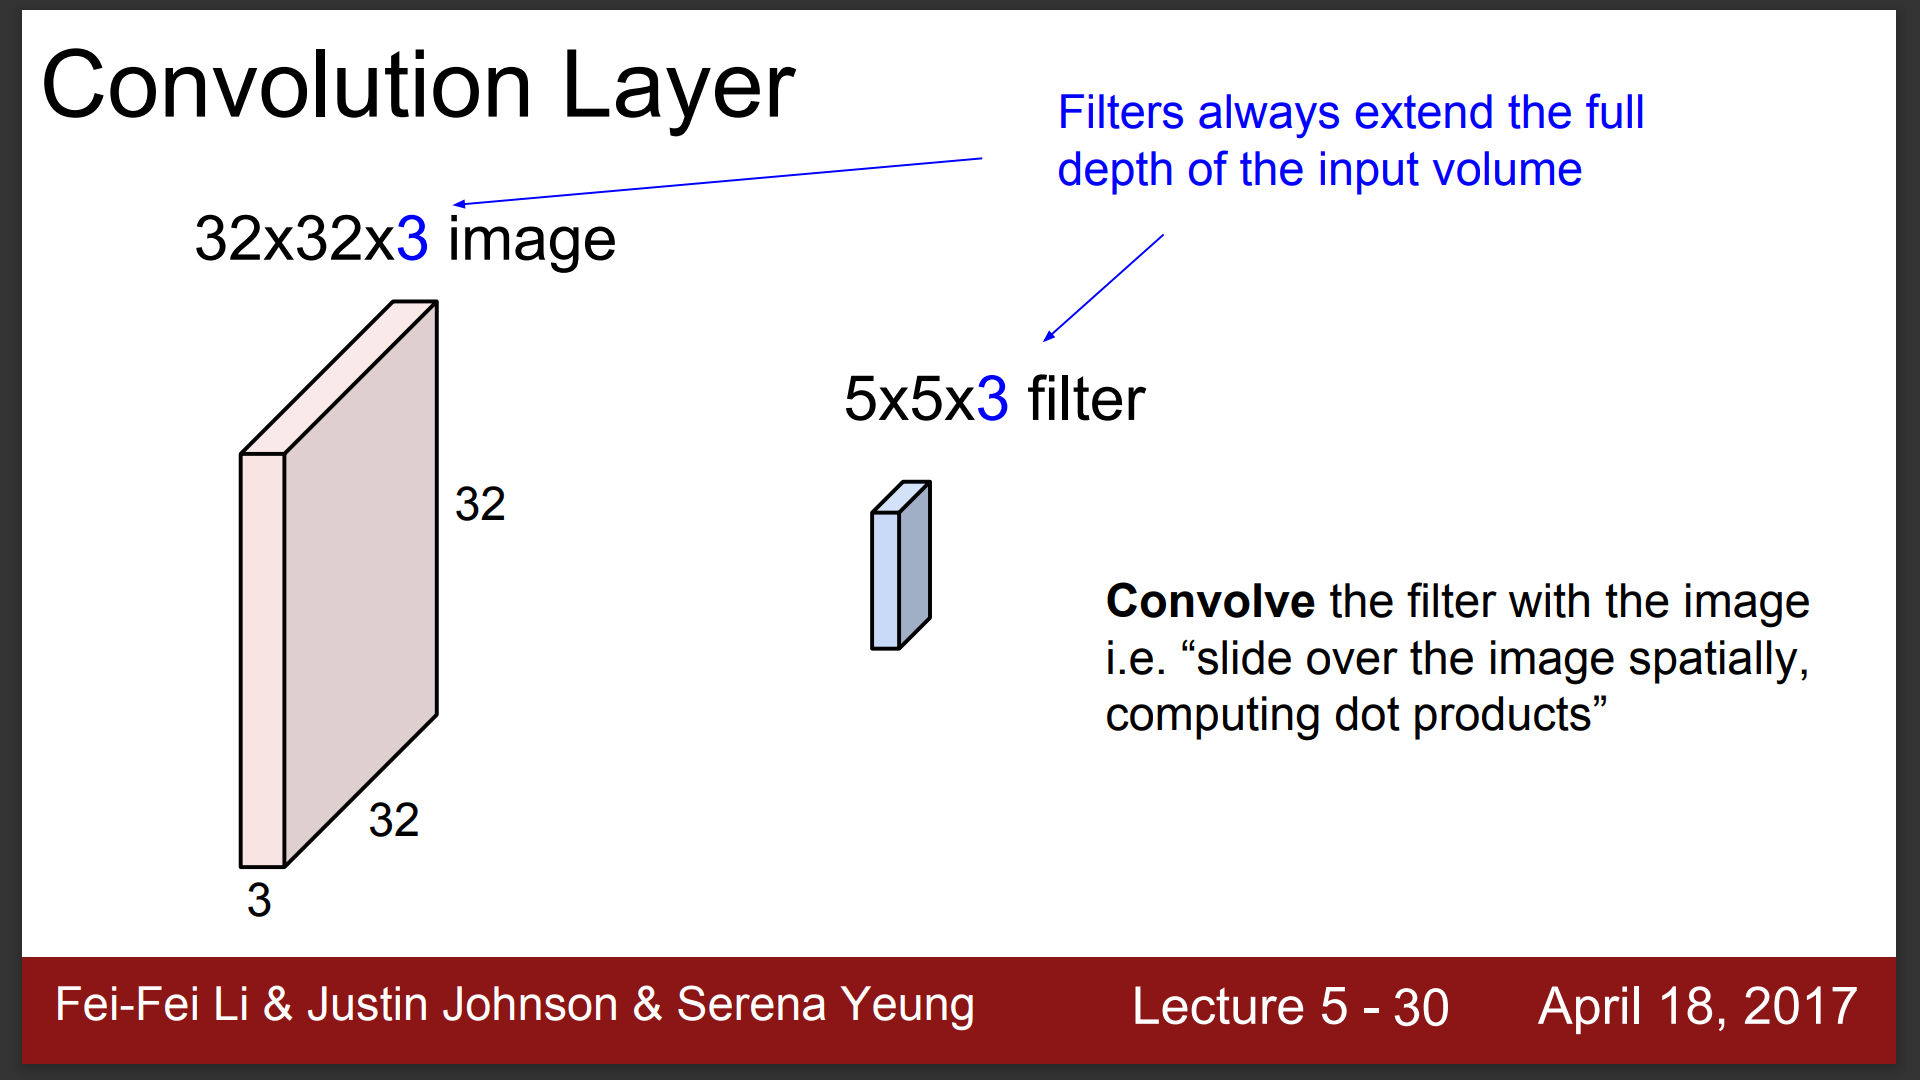 Convolution Layer
Filters always extend the full
depth of the input volume
32x32x3 image
5x5x3 filter
32
32
3
Convolve the filter with the image
i.e. “slide over the image spatially,
computing dot products”
Fei-Fei Li & Justin Johnson & Serena Yeung
Lecture 5 - 30
April 18, 2017